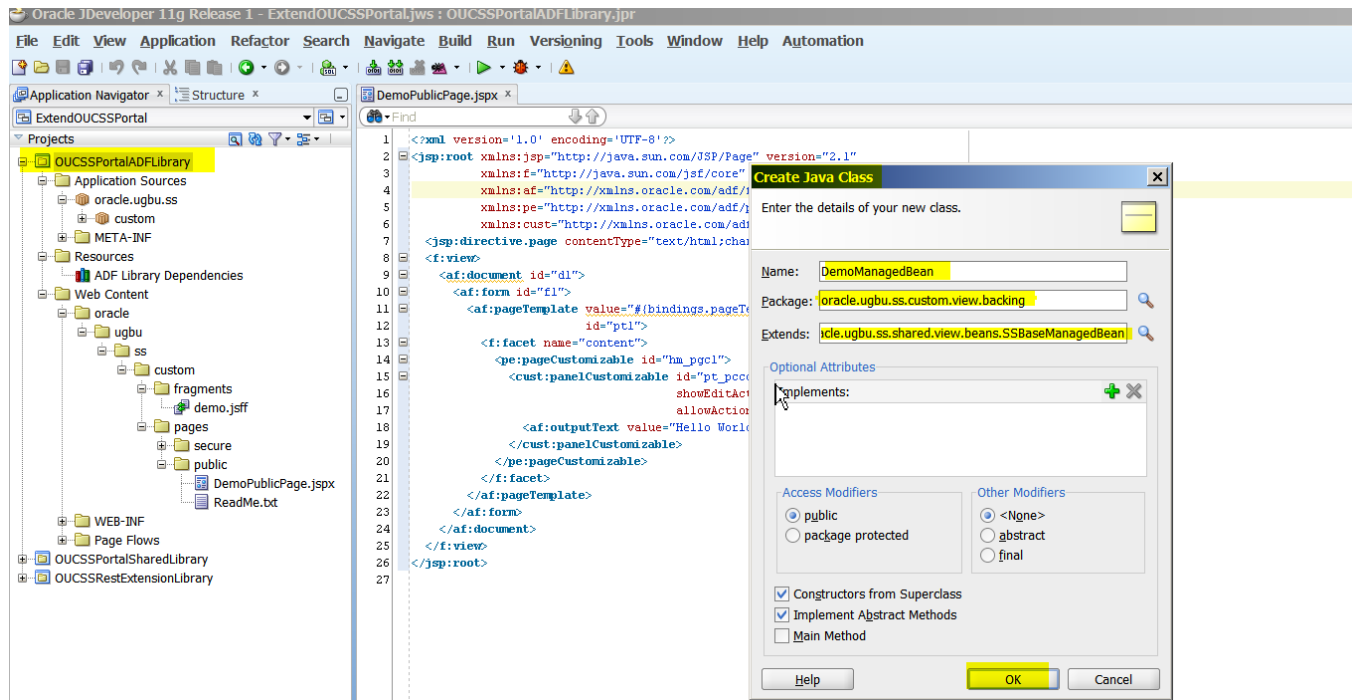 Oracle JDeveloper 11g Release 1 - ExtendOUCSSPortal.jws : OUCSSPortalADFLibrary.jpr
File Edit View Application Refactor Search Navigate Build Run Versioning Tools Window Help Automation
Application Navigator Structure
ExtendOUCSSPortal
Projects
OUCSSPortalADFLibrary
Application Sources
oracle.ugbu.ss
custom
META-INF
Resources
ADF Library Dependencies
Web Content
oracle
ugbu
ss
custom
fragments
demo.jsff
pages
secure
public
DemoPublicPage.jspx
ReadMe.txt
WEB-INF
Page Flows
OUCSSPortalSharedLibrary
OUCSSRestExtensionLibrary
DemoPublicPage.jspx
Find
1 <?xml version='1.0' encoding='UTF-8'?>
2 <jsp:root xmlns:jsp="http://java.sun.com/JSP/Page" version="2.1"
3 xmlns:f="http://java.sun.com/jsf/core"
4 xmlns:af="http://xmlns.oracle.com/adf/
5 xmlns:pe="http://xmlns.oracle.com/adf/
6 xmlns:cust="http://xmlns.oracle.com/ad
7 <jsp:directive.page contentType="text/html;cha
8 <f:view>
9 <af:document id="d1">
10 <af:form id="f1">
11 <af:pageTemplate value="#{bindings.pageTe
12 id="pt1">
13 <f:facet name="content">
14 <pe:pageCustomizable id="hm_pgc1">
15 <cust:panelCustomizable id="pt_pcc
16 showEditAct
17 allowAction
18 <af:outputText value="Hello Worl
19 </cust:panelCustomizable>
20 </pe:pageCustomizable>
21 </f:facet>
22 </af:pageTemplate>
23 </af:form>
24 </af:document>
25 </f:view>
26 </jsp:root>
27
Create Java Class
Enter the details of your new class.
Name: DemoManagedBean
Package: oracle.ugbu.ss.custom.view.backing
Extends: acle.ugbu.ss.shared.view.beans.SSBaseManagedBean
Optional Attributes
Implements:
Access Modifiers
public
package protected
Other Modifiers
<None>
abstract
final
Constructors from Superclass
Implement Abstract Methods
Main Method
Help OK Cancel